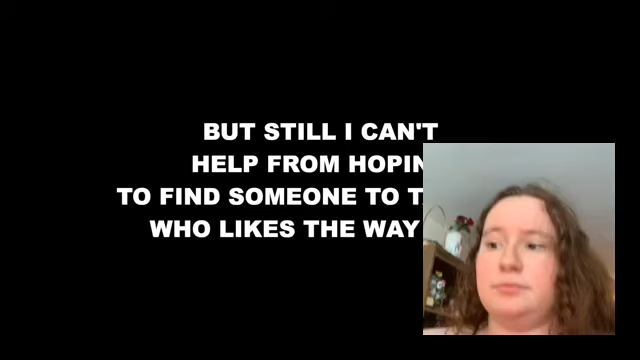 BUT STILL I CAN'T
HELP FROM HOPIN
TO FIND SOMEONE TO T
WHO LIKES THE WAY